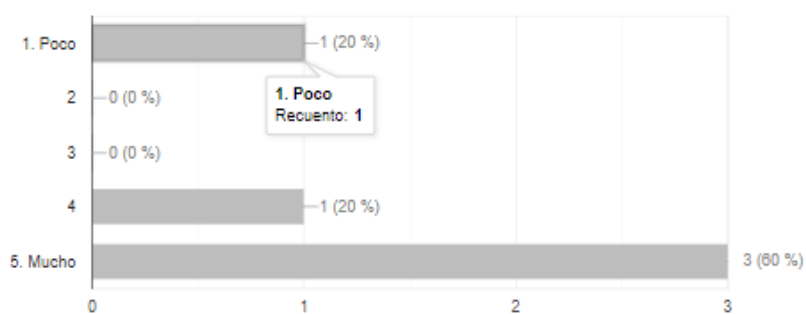 1. Poco
1 (20 %)
1. Poco
Recuento: 1
2
0 (0 %)
3
0 (0 %)
4
1 (20 %)
5. Mucho
3 (60 %)
0
1
2
3